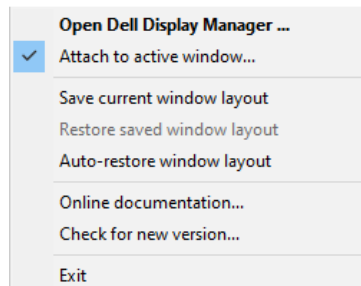 Open Dell Display Manager ...
Attach to active window...
Save current window layout
Restore saved window layout
Auto-restore window layout
Online documentation...
Check for new version...
Exit